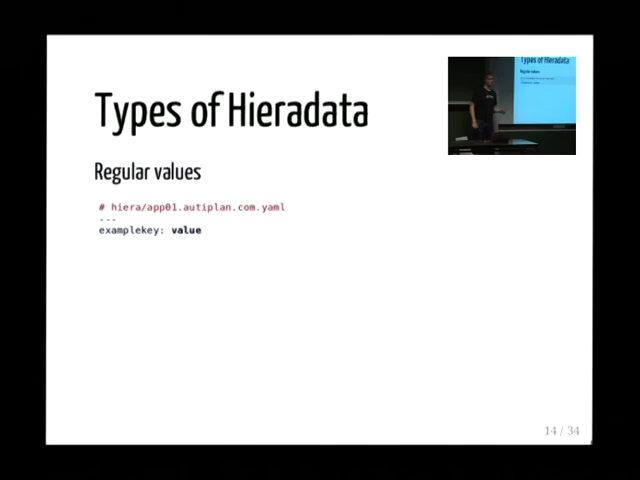 Types of Hieradata
Types of Hieradata
Regular values
Regular values
# hiera/app01.autiplan.com.yaml
---
examplekey: value
14 / 34